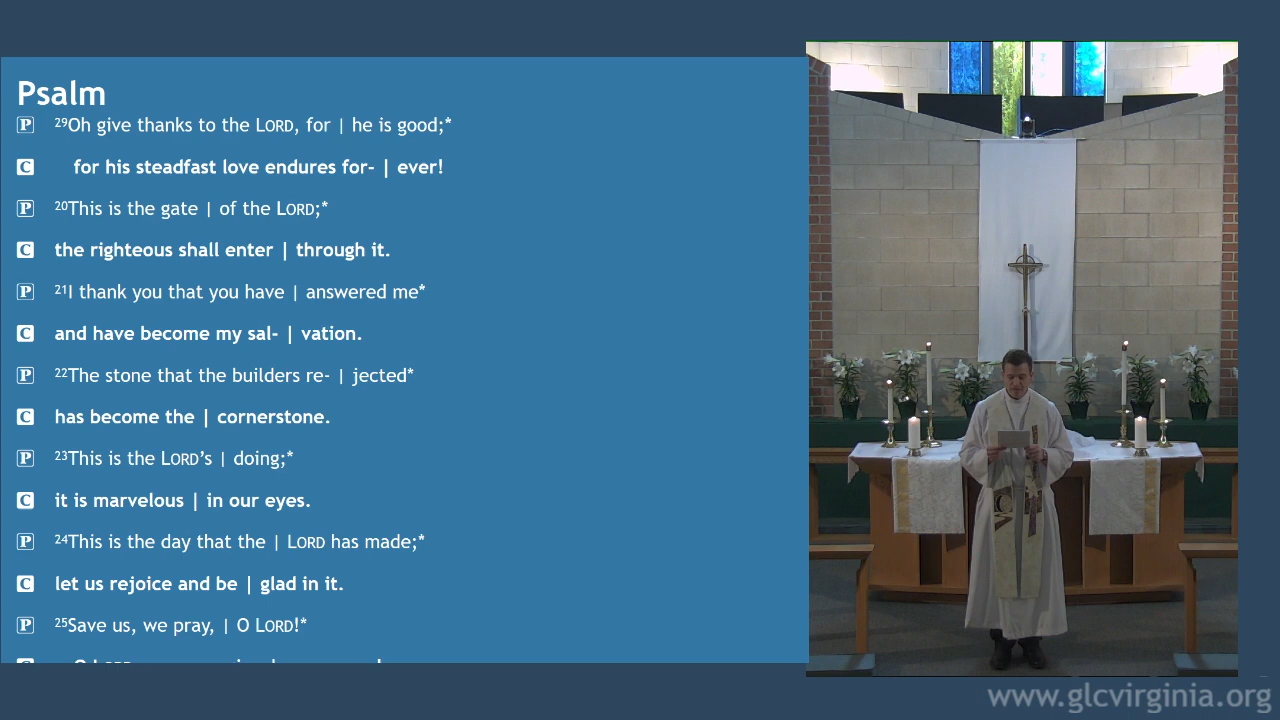 Psalm
P 29Oh give thanks to the LORD, for | he is good;*
C for his steadfast love endures for- | ever!
P 20This is the gate | of the LORD;*
C the righteous shall enter | through it.
P 21I thank you that you have | answered me*
C and have become my sal- | vation.
P 22The stone that the builders re- | jected*
C has become the | cornerstone.
P 23This is the LORD’s | doing;*
C it is marvelous | in our eyes.
P 24This is the day that the | LORD has made;*
C let us rejoice and be | glad in it.
P 25Save us, we pray, | O LORD!*
www.glcvirginia.org